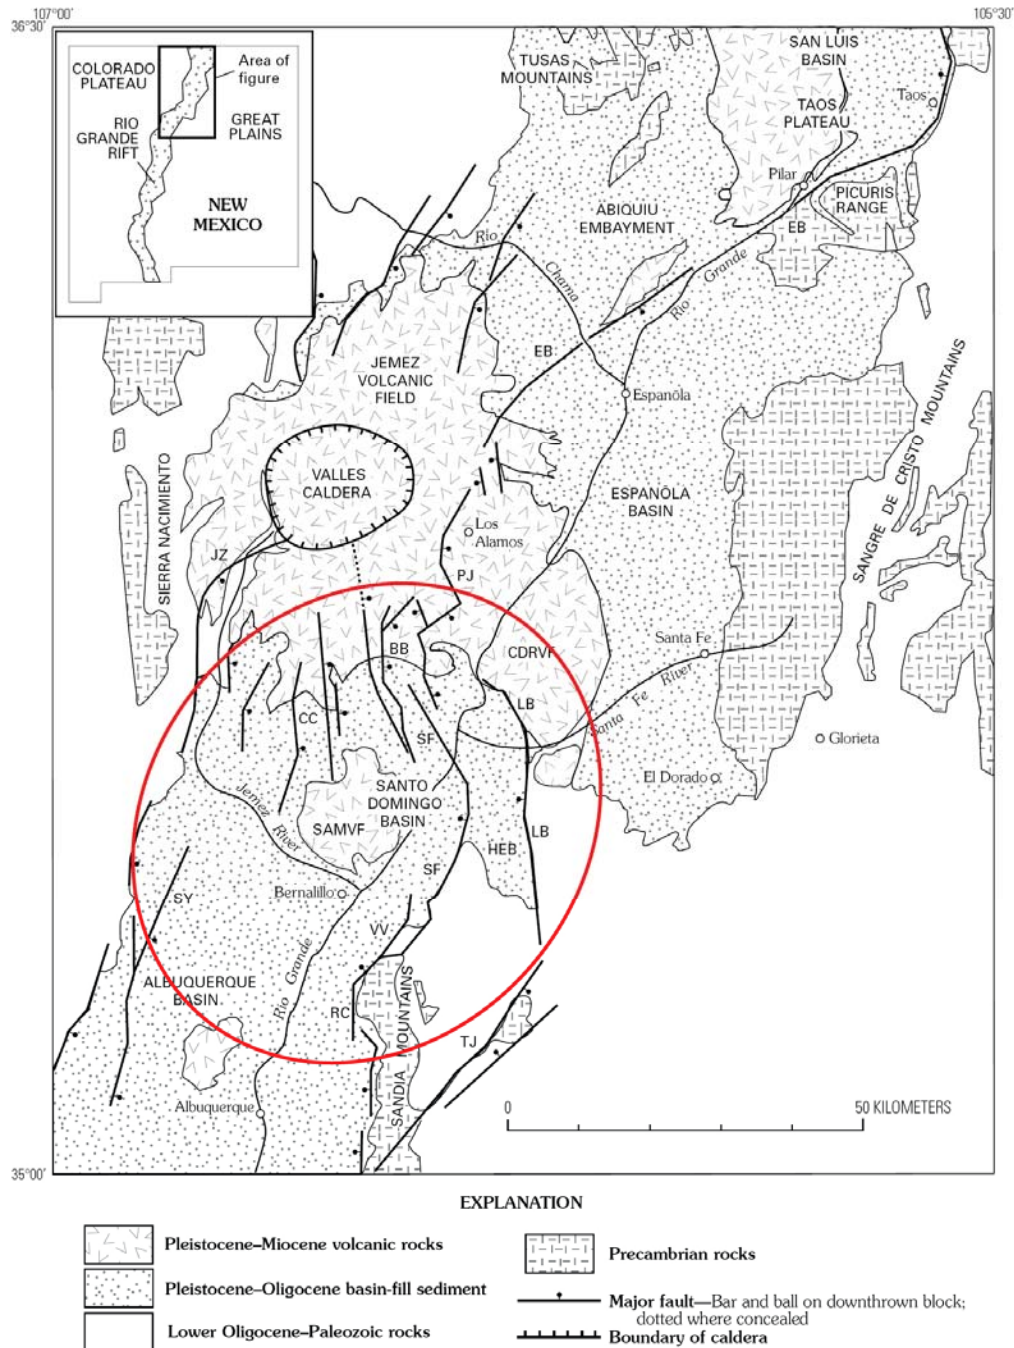 107°00'
105°30'
36°30'
COLORADO
PLATEAU
Area of
figure
RIO
GRANDE
RIFT
GREAT
PLAINS
NEW
MEXICO
TUSAS
MOUNTAINS
SAN LUIS
BASIN
Taos
TAOS
PLATEAU
Pilar
PICURIS
RANGE
ABIQUIU
EMBAYMENT
EB
Rio
Chama
Rio Grande
JEMEZ
VOLCANIC
FIELD
EB
Española
VALLES
CALDERA
ESPAÑOLA
BASIN
SANGRE DE CRISTO MOUNTAINS
SIERRA NACIMIENTO
Los
Alamos
JZ
PJ
Santa Fe
BB
CDRVF
Santa Fe River
LB
CC
SF
Glorieta
El Dorado
SANTO
DOMINGO
BASIN
Jemez River
SAMVF
HEB
LB
SF
SY
Bernalillo
VV
Rio Grande
ALBUQUERQUE
BASIN
RC
SANDIA MOUNTAINS
TJ
Albuquerque
0
50 KILOMETERS
35°00'
EXPLANATION
Pleistocene–Miocene volcanic rocks
Pleistocene–Oligocene basin-fill sediment
Lower Oligocene–Paleozoic rocks
Precambrian rocks
Major fault—Bar and ball on downthrown block;
dotted where concealed
Boundary of caldera